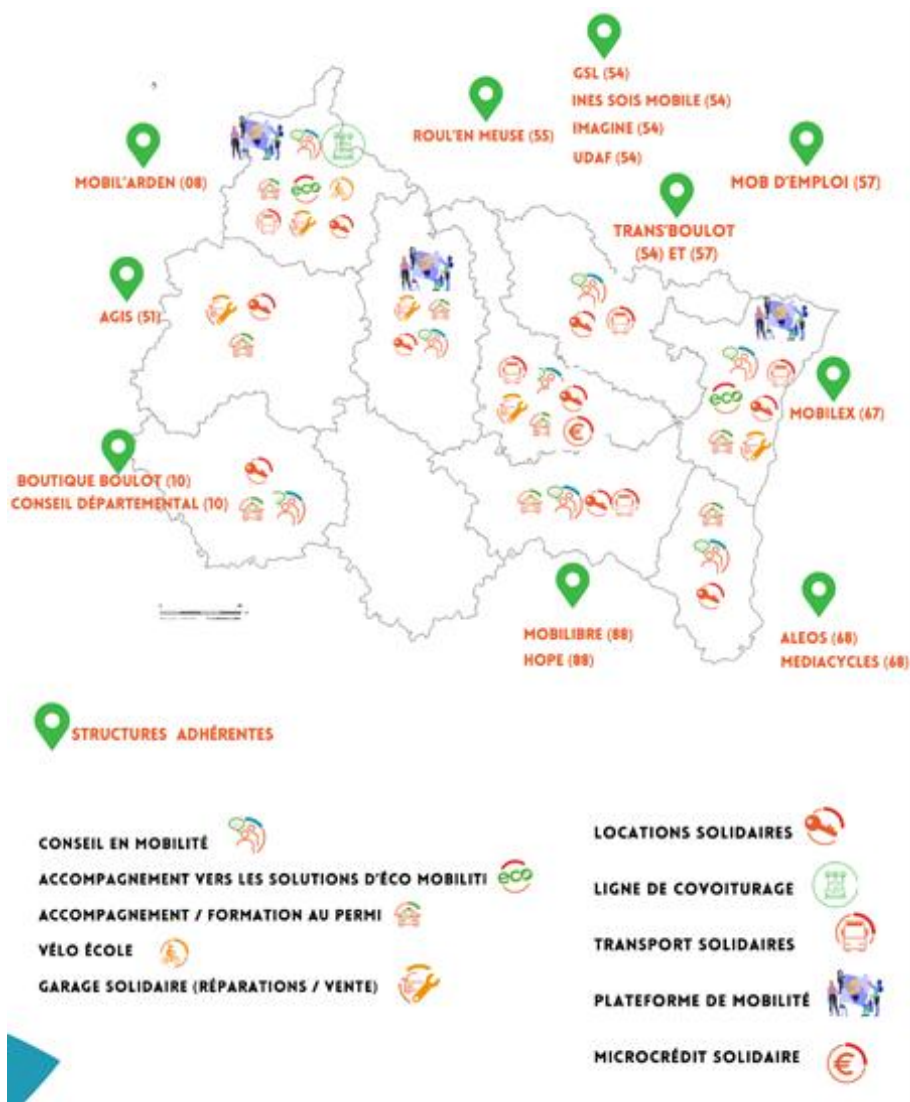 GSL (54)
INES SOIS MOBILE (54)
IMAGINE (54)
UDAF (54)
ROUL'EN MEUSE (55)
MOBIL'ARDEN (08)
MOB D'EMPLOI (57)
TRANS'BOULOT
(54) ET (57)
AGIS (51)
MOBILEX (67)
BOUTIQUE BOULOT (10)
CONSEIL DÉPARTEMENTAL (10)
MOBILIBRE (88)
HOPE (88)
ALEOS (68)
MEDIACYCLES (68)
eco
eco
STRUCTURES ADHÉRENTES
CONSEIL EN MOBILITÉ
ACCOMPAGNEMENT VERS LES SOLUTIONS D'ÉCO MOBILITI eco
ACCOMPAGNEMENT / FORMATION AU PERMI
VÉLO ÉCOLE
GARAGE SOLIDAIRE (RÉPARATIONS / VENTE)
LOCATIONS SOLIDAIRES
LIGNE DE COVOITURAGE
TRANSPORT SOLIDAIRES
PLATEFORME DE MOBILITÉ
MICROCRÉDIT SOLIDAIRE